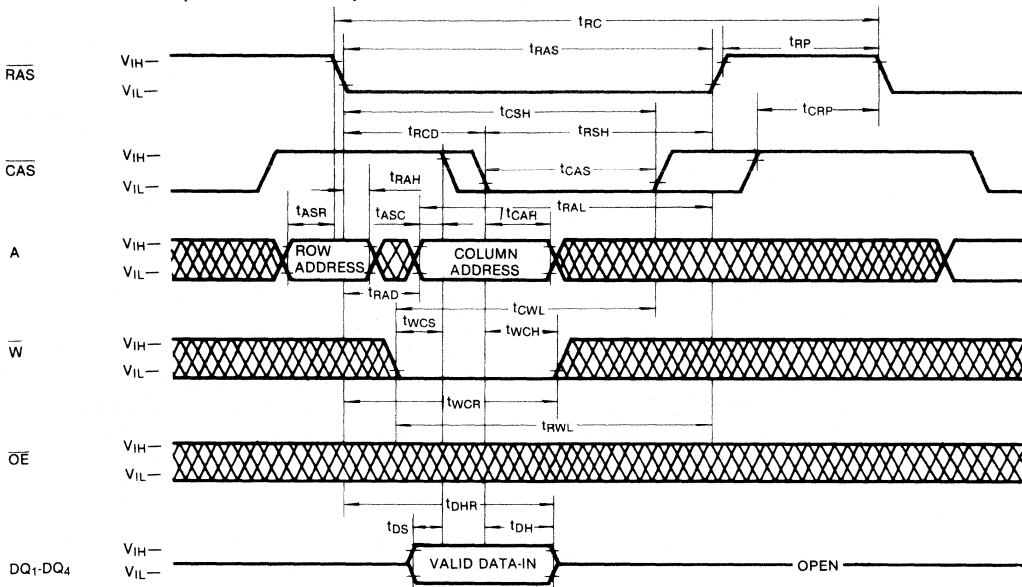 tRC
tRAS
tRP
RAS
VIH—
VIL—
tCSH
tCRP
tRCD
tRSH
CAS
VIH—
VIL—
tRAH
tCAS
tRAL
tASR
tASC
tCAH
A
VIH—
VIL—
ROW ADDRESS
COLUMN ADDRESS
tRAD
tCWL
tWCS
tWCH
W
VIH—
VIL—
tWCR
tRWL
OE
VIH—
VIL—
tDHR
tDS
tDH
DQ1-DQ4
VIH—
VIL—
VALID DATA-IN
OPEN